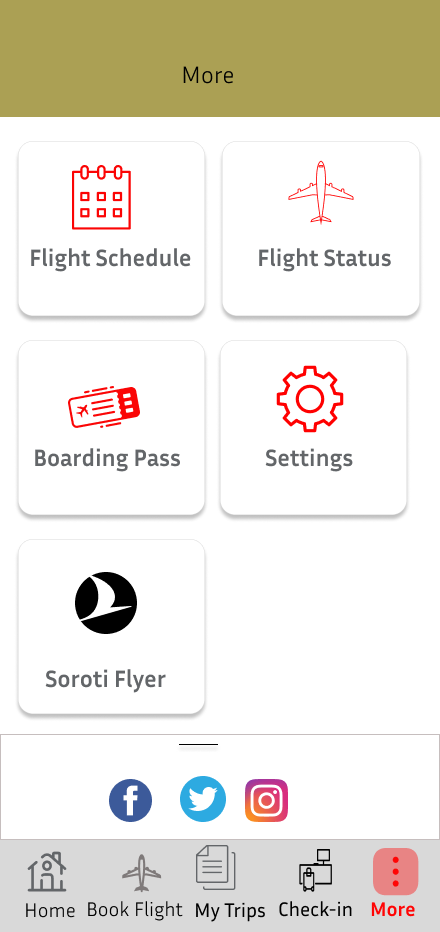 More
Flight Schedule
Flight Status
Boarding Pass
Settings
Soroti Flyer
Home
Book Flight
My Trips
Check-in
More